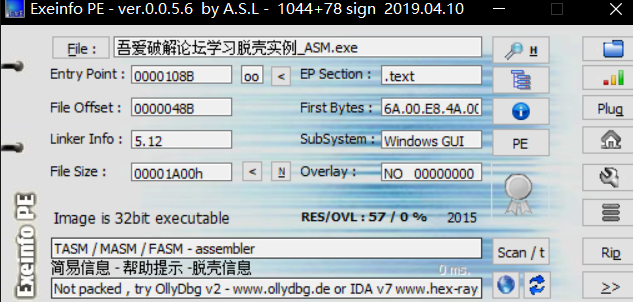 Exeinfo PE - ver.0.0.5.6 by A.S.L - 1044+78 sign 2019.04.10
File : 吾爱破解论坛学习脱壳实例_ASM.exe H
Entry Point : 0000108B oo < EP Section : .text
File Offset : 0000048B First Bytes : 6A.00.E8.4A.00 Plug
Linker Info : 5.12 SubSystem : Windows GUI PE
File Size : 00001A00h < N Overlay : NO 00000000
Image is 32bit executable RES/OVL : 57 / 0 % 2015
Exeinfo PE
TASM / MASM / FASM - assembler Scan / t Rip
简易信息 - 帮助提示 -脱壳信息 0 ms.
Not packed , try OllyDbg v2 - www.ollydbg.de or IDA v7 www.hex-ray >>